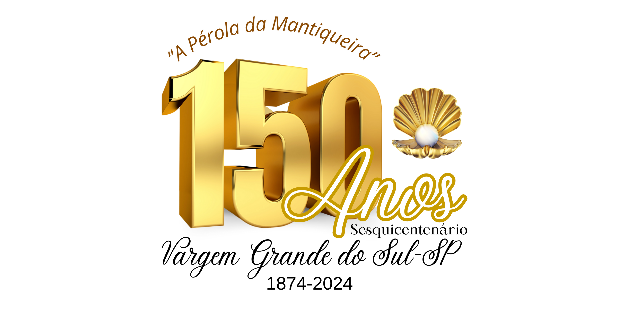 "A Pérola da Mantiqueira"
150
Anos
Sesquicentenário
Vargem Grande do Sul-SP
1874-2024